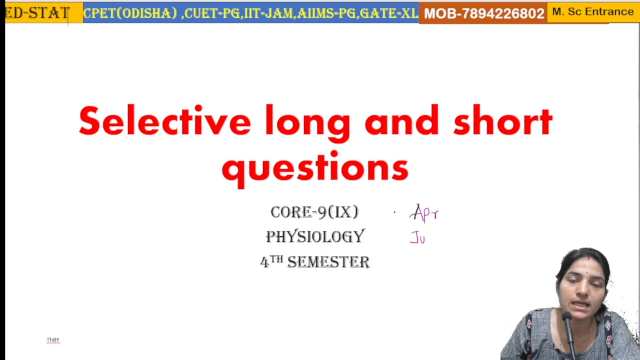 ED-STAT CPET(ODISHA) ,CUET-PG,IIT-JAM,AIIMS-PG,GATE-XL MOB-7894226802 M. Sc Entrance
Selective long and short
questions
CORE-9(IX) · Apr
PHYSIOLOGY Ju
4TH SEMESTER